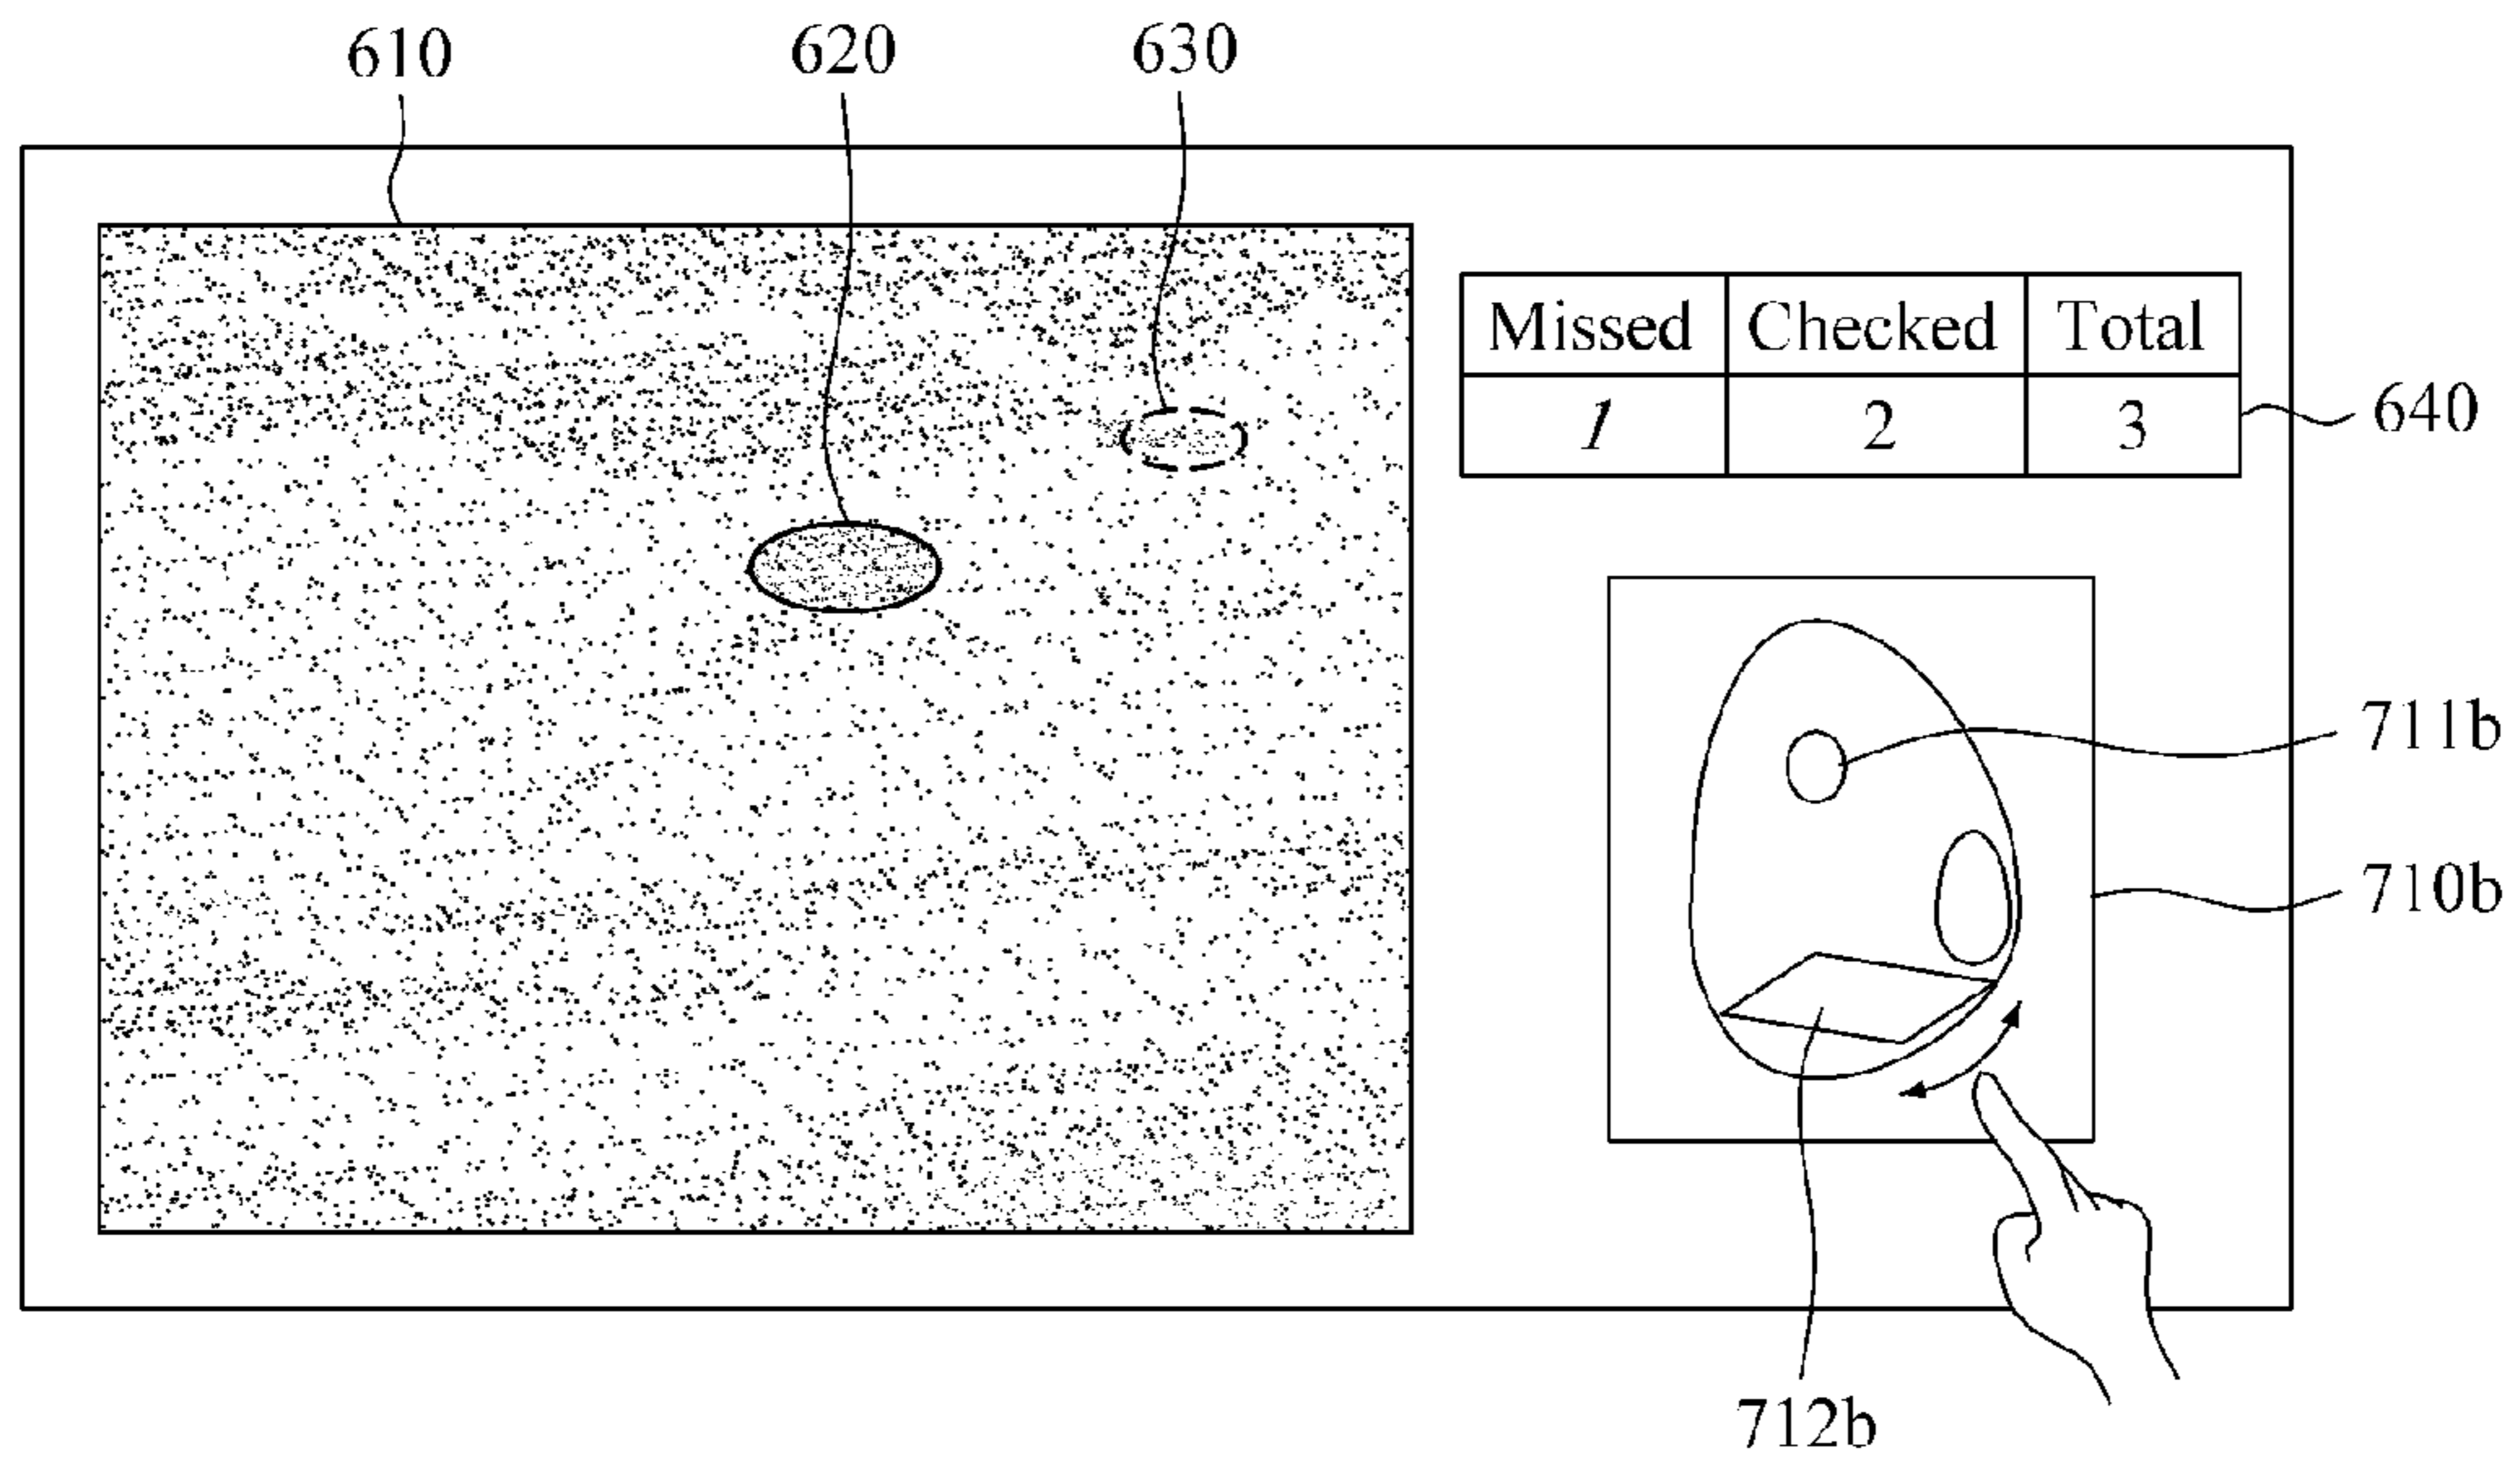 610 620 630
Missed Checked Total
1 2 3
640
711b
710b
712b